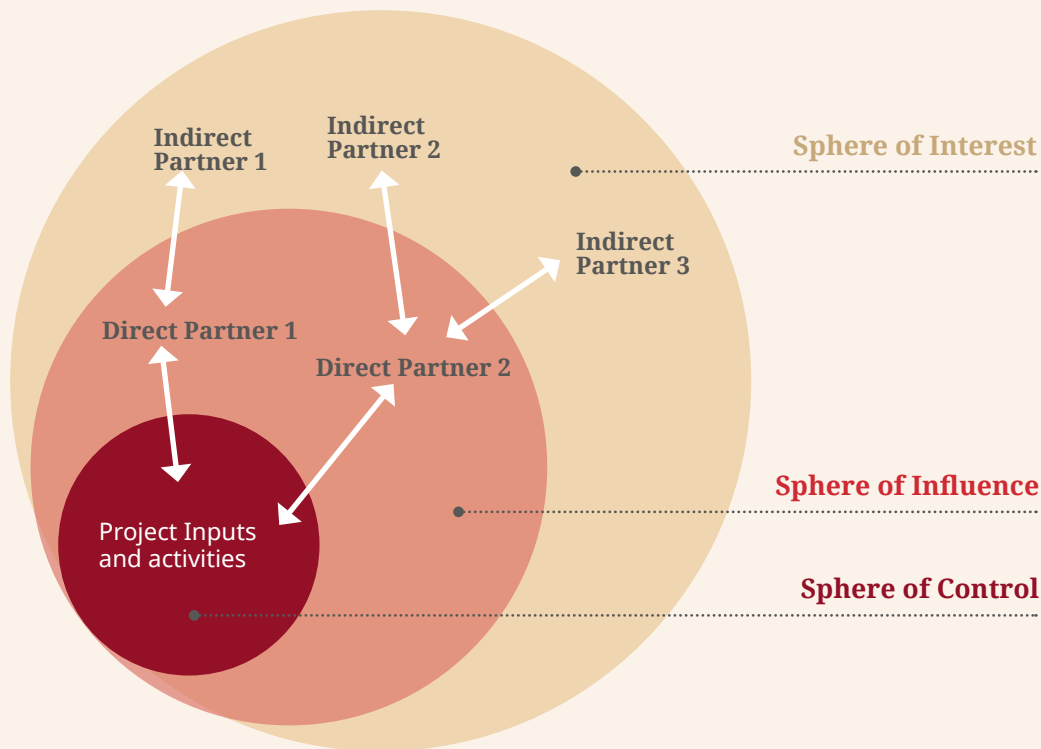 Indirect
Partner 1
Indirect
Partner 2
Sphere of Interest
Indirect
Partner 3
Direct Partner 1
Direct Partner 2
Sphere of Influence
Project Inputs
and activities
Sphere of Control